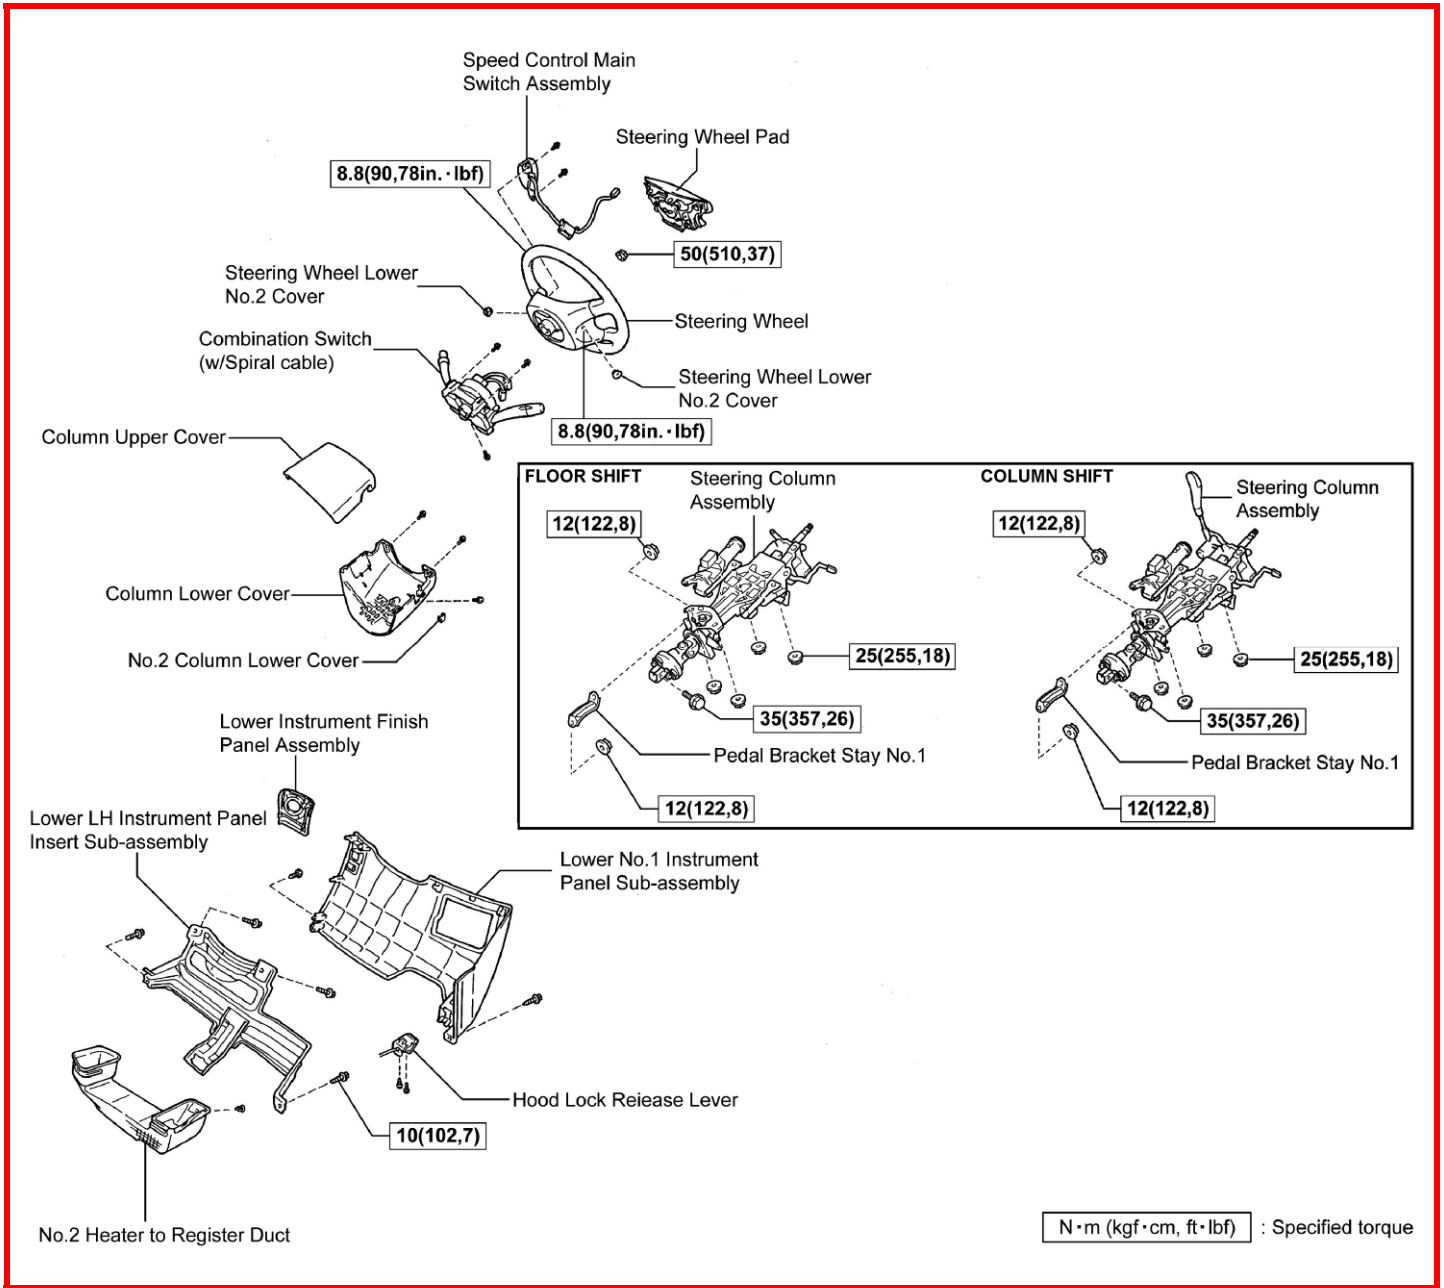 Speed Control Main
Switch Assembly
Steering Wheel Pad
8.8(90,78in.･lbf)
50(510,37)
Steering Wheel Lower
No.2 Cover
Steering Wheel
Combination Switch
(w/Spiral cable)
Steering Wheel Lower
No.2 Cover
8.8(90,78in.･lbf)
Column Upper Cover
Column Lower Cover
No.2 Column Lower Cover
FLOOR SHIFT
Steering Column
Assembly
12(122,8)
25(255,18)
35(357,26)
Pedal Bracket Stay No.1
12(122,8)
COLUMN SHIFT
Steering Column
Assembly
12(122,8)
25(255,18)
35(357,26)
Pedal Bracket Stay No.1
12(122,8)
Lower Instrument Finish
Panel Assembly
Lower LH Instrument Panel
Insert Sub-assembly
Lower No.1 Instrument
Panel Sub-assembly
Hood Lock Reiease Lever
10(102,7)
No.2 Heater to Register Duct
N･m (kgf･cm, ft･lbf) : Specified torque